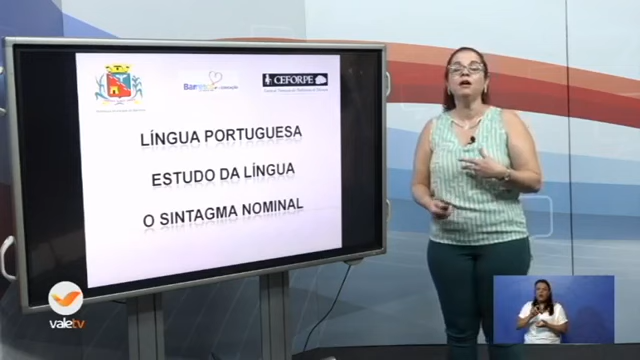 CEFORPE
LÍNGUA PORTUGUESA
ESTUDO DA LÍNGUA
O SINTAGMA NOMINAL
valetv